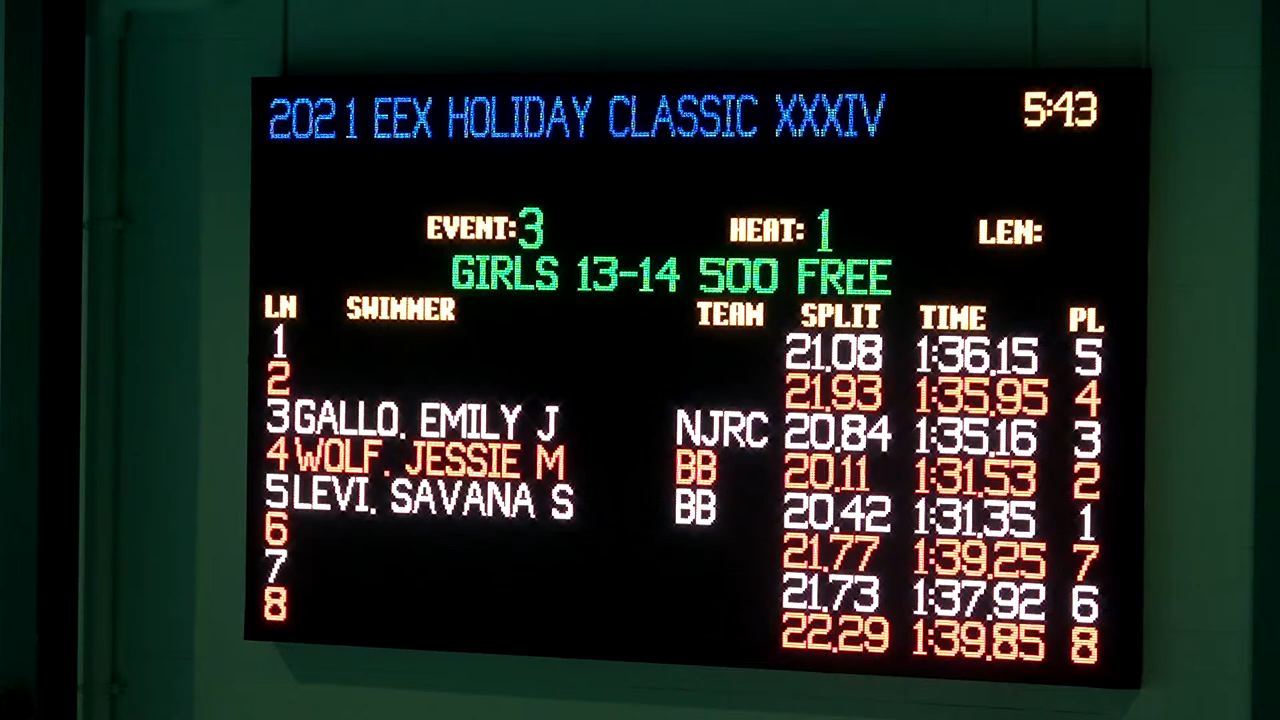 2021 EEX HOLIDAY CLASSIC XXXIV 5:43
EVENT:3 HEAT: 1 LEN:
GIRLS 13-14 500 FREE
LN SWIMMER TEAM SPLIT TIME PL
1 21.08 1:36.15 5
2 21.93 1:35.95 4
3 GALLO, EMILY J NJRC 20.84 1:35.16 3
4 WOLF, JESSIE M BB 20.11 1:31.53 2
5 LEVI, SAVANA S BB 20.42 1:31.35 1
6 21.77 1:39.25 7
7 21.73 1:37.92 6
8 22.29 1:39.85 8